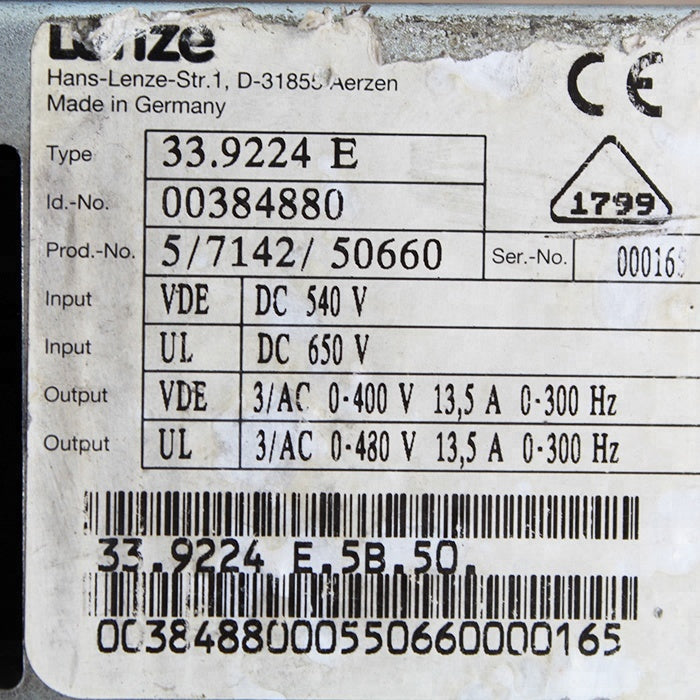 Lenze
Hans-Lenze-Str.1, D-31855 Aerzen
Made in Germany
CE
1799
Type 33.9224 E
Id.-No. 00384880
Prod.-No. 5/7142/ 50660 Ser.-No. 000165
Input VDE DC 540 V
Input UL DC 650 V
Output VDE 3/AC 0-400 V 13,5 A 0-300 Hz
Output UL 3/AC 0-480 V 13,5 A 0-300 Hz
33.9224 E.5B.50.
0038488000550660000165